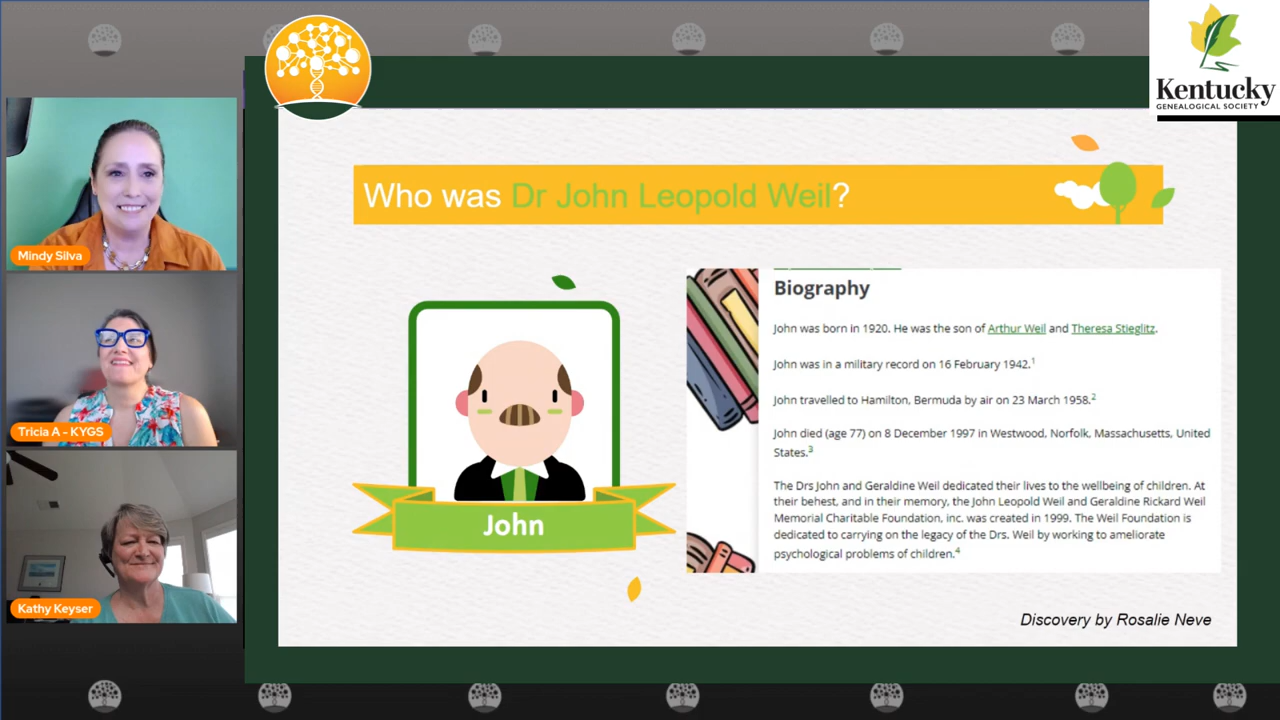 Kentucky
GENEALOGICAL SOCIETY
Who was Dr John Leopold Weil?
Mindy Silva
Tricia A - KYGS
Kathy Keyser
John
Biography
John was born in 1920. He was the son of Arthur Weil and Theresa Stieglitz.
John was in a military record on 16 February 1942.1
John travelled to Hamilton, Bermuda by air on 23 March 1958.2
John died (age 77) on 8 December 1997 in Westwood, Norfolk, Massachusetts, United
States.3
The Drs John and Geraldine Weil dedicated their lives to the wellbeing of children. At
their behest, and in their memory, the John Leopold Weil and Geraldine Rickard Weil
Memorial Charitable Foundation, inc. was created in 1999. The Weil Foundation is
dedicated to carrying on the legacy of the Drs. Weil by working to ameliorate
psychological problems of children.4
Discovery by Rosalie Neve